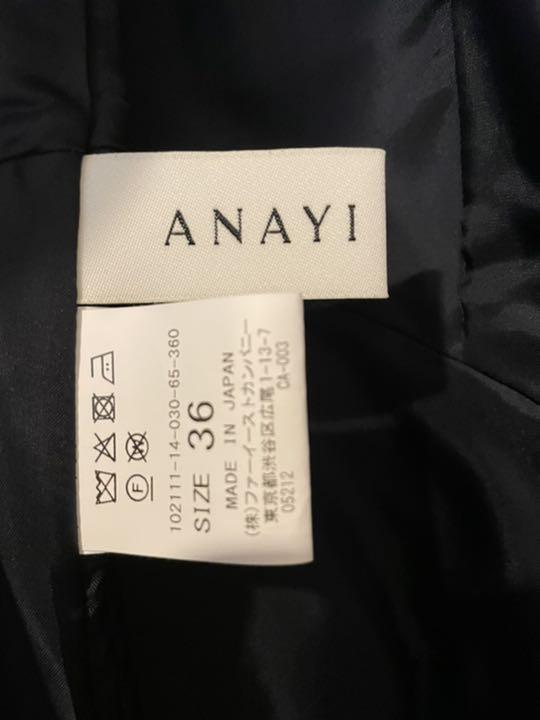 ANAYI
102111-14-030-65-360
SIZE 36
MADE IN JAPAN
(株)ファーイーストカンパニー
東京都渋谷区広尾1-13-7
05212 CA-003
F
W